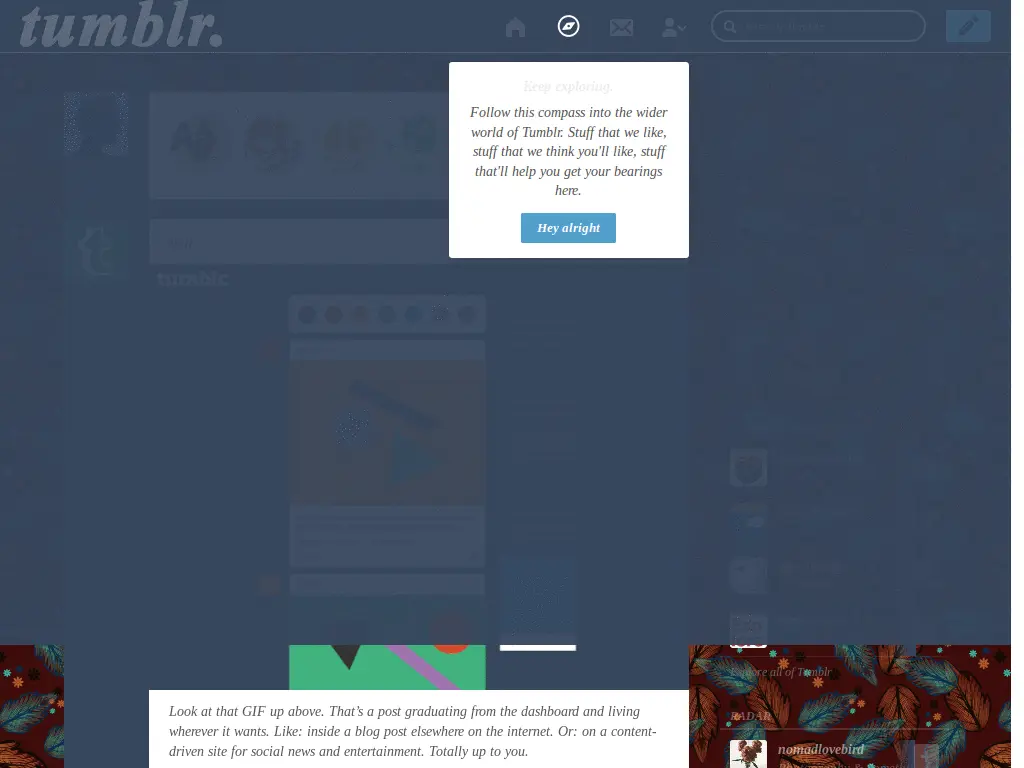 tumblr.
Keep exploring.
Follow this compass into the wider
world of Tumblr. Stuff that we like,
stuff that we think you'll like, stuff
that'll help you get your bearings
here.
Hey alright
tumblr
Explore all of Tumblr
Look at that GIF up above. That’s a post graduating from the dashboard and living
wherever it wants. Like: inside a blog post elsewhere on the internet. Or: on a content-
driven site for social news and entertainment. Totally up to you.
RADAR
nomadlovebird